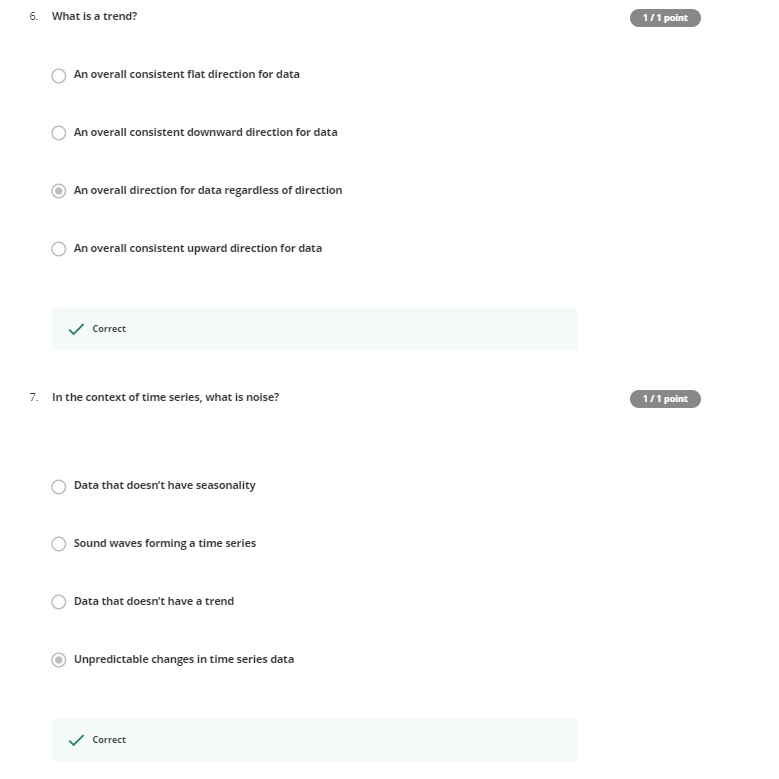 6. What is a trend?
1 / 1 point
An overall consistent flat direction for data
An overall consistent downward direction for data
An overall direction for data regardless of direction
An overall consistent upward direction for data
Correct
7. In the context of time series, what is noise?
1 / 1 point
Data that doesn’t have seasonality
Sound waves forming a time series
Data that doesn’t have a trend
Unpredictable changes in time series data
Correct